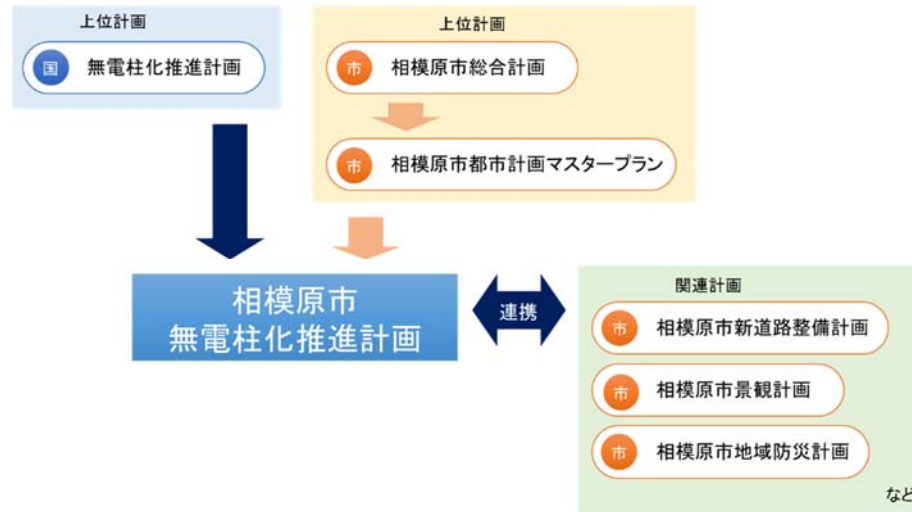 上位計画
国 無電柱化推進計画
上位計画
市 相模原市総合計画
市 相模原市都市計画マスタープラン
相模原市
無電柱化推進計画
連携
関連計画
市 相模原市新道路整備計画
市 相模原市景観計画
市 相模原市地域防災計画
など